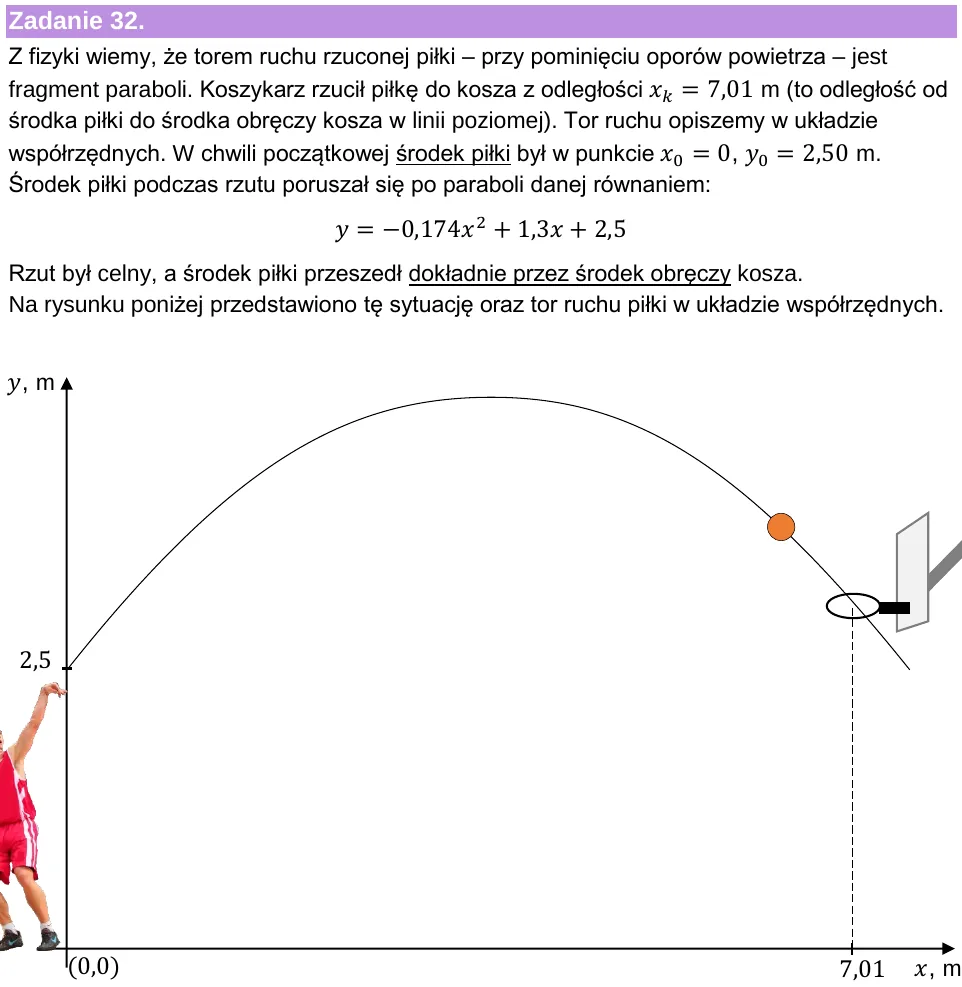 Zadanie 32.
Z fizyki wiemy, że torem ruchu rzuconej piłki – przy pominięciu oporów powietrza – jest
fragment paraboli. Koszykarz rzucił piłkę do kosza z odległości xₖ = 7,01 m (to odległość od
środka piłki do środka obręczy kosza w linii poziomej). Tor ruchu opiszemy w układzie
współrzędnych. W chwili początkowej środek piłki był w punkcie x₀ = 0, y₀ = 2,50 m.
Środek piłki podczas rzutu poruszał się po paraboli danej równaniem:
y = −0,174x² + 1,3x + 2,5
Rzut był celny, a środek piłki przeszedł dokładnie przez środek obręczy kosza.
Na rysunku poniżej przedstawiono tę sytuację oraz tor ruchu piłki w układzie współrzędnych.
y, m
2,5
(0,0)
7,01
x, m